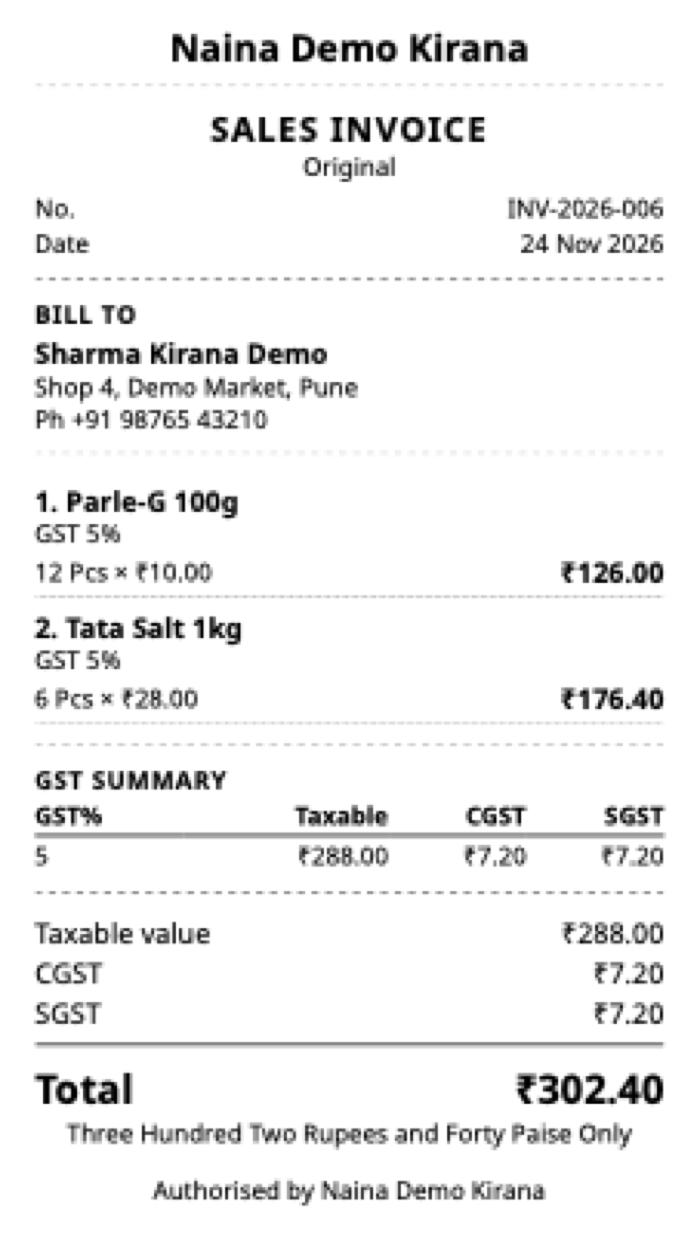 Naina Demo Kirana
SALES INVOICE
Original
No. INV-2026-006
Date 24 Nov 2026
BILL TO
Sharma Kirana Demo
Shop 4, Demo Market, Pune
Ph +91 98765 43210
1. Parle-G 100g
GST 5%
12 Pcs × ₹10.00 ₹126.00
2. Tata Salt 1kg
GST 5%
6 Pcs × ₹28.00 ₹176.40
GST SUMMARY
GST% Taxable CGST SGST
5 ₹288.00 ₹7.20 ₹7.20
Taxable value ₹288.00
CGST ₹7.20
SGST ₹7.20
Total ₹302.40
Three Hundred Two Rupees and Forty Paise Only
Authorised by Naina Demo Kirana